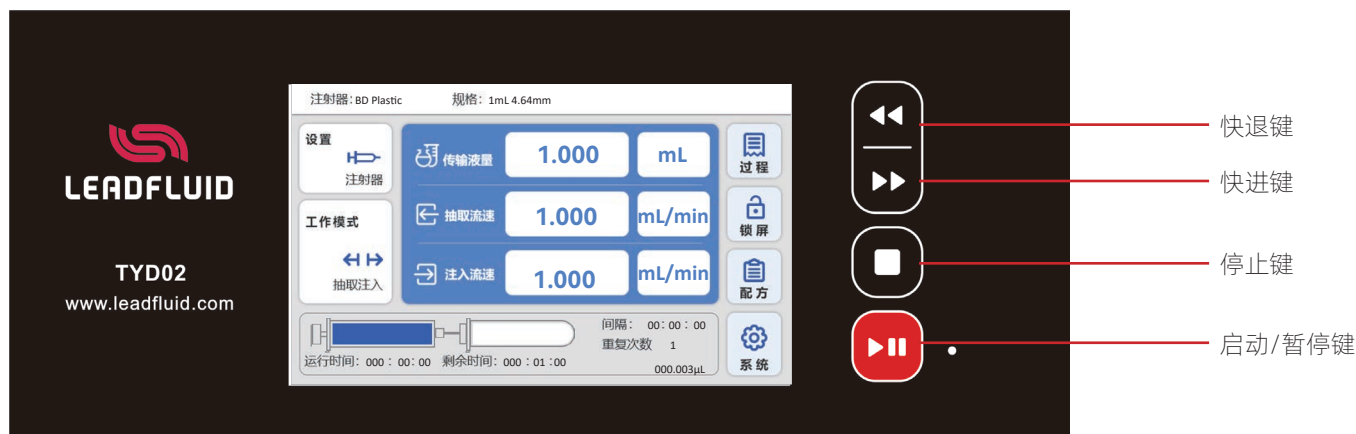 注射器：BD Plastic 规格：1mL 4.64mm
设置
注射器
传输液量 1.000 mL
过程
快退键
快进键
LEADFLUID
工作模式
抽取注入
抽取流速 1.000 mL/min
锁屏
注入流速 1.000 mL/min
配方
停止键
TYD02
www.leadfluid.com
间隔： 00：00：00
重复次数 1
运行时间：000：00：00 剩余时间：000：01：00
000.003µL
系统
启动/暂停键